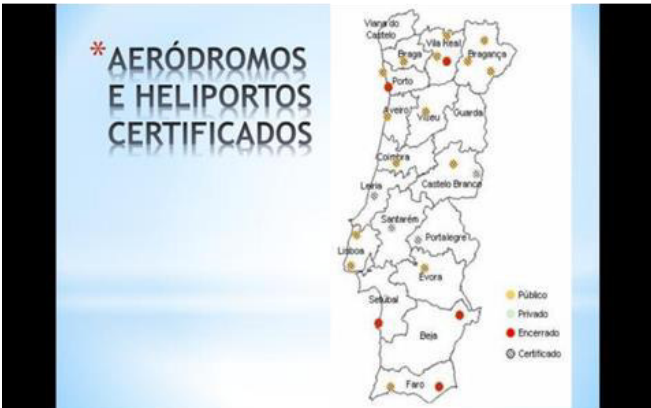 * AERÓDROMOS
E HELIPORTOS
CERTIFICADOS
Viana do
Castelo
Vila Real
Braga
Bragança
Porto
Aveiro
Viseu
Guarda
Coimbra
Castelo Branco
Leiria
Santarém
Portalegre
Lisboa
Évora
Setúbal
Beja
Faro
Público
Privado
Encerrado
Certificado